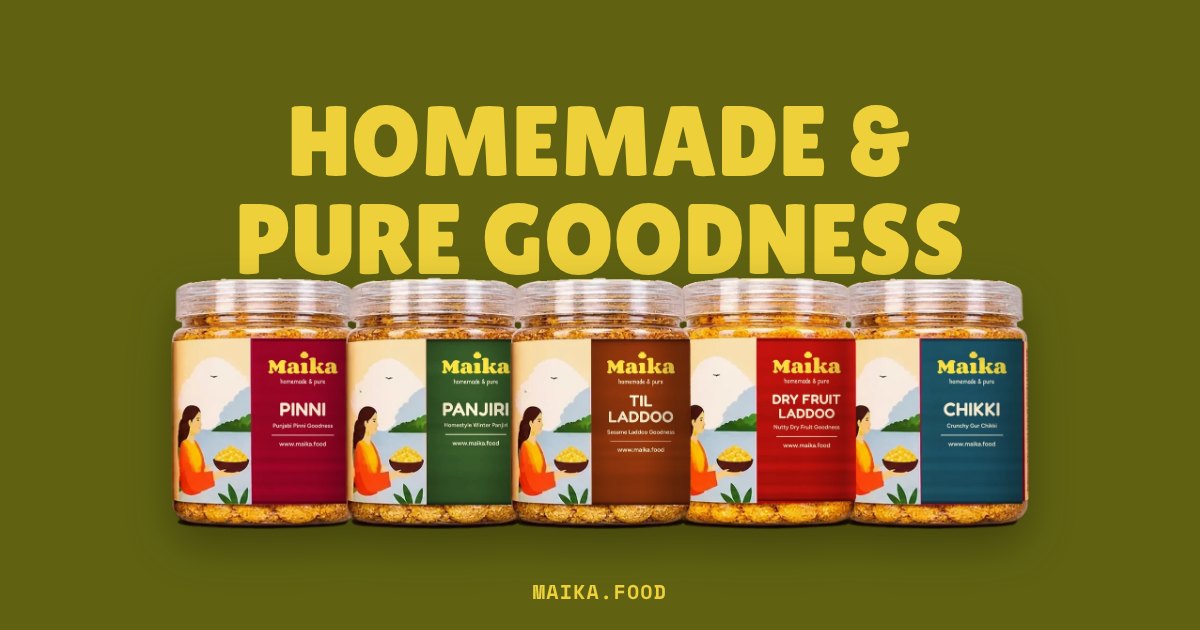 HOMEMADE &
PURE GOODNESS
Maika
homemade & pure
PINNI
Punjabi Pinni Goodness
www.maika.food
Maika
homemade & pure
PANJIRI
Homestyle Winter Panjiri
www.maika.food
Maika
homemade & pure
TIL
LADDOO
Sesame Laddoo Goodness
www.maika.food
Maika
homemade & pure
DRY FRUIT
LADDOO
Nutty Dry Fruit Goodness
www.maika.food
Maika
homemade & pure
CHIKKI
Crunchy Gur Chikki
www.maika.food
MAIKA.FOOD